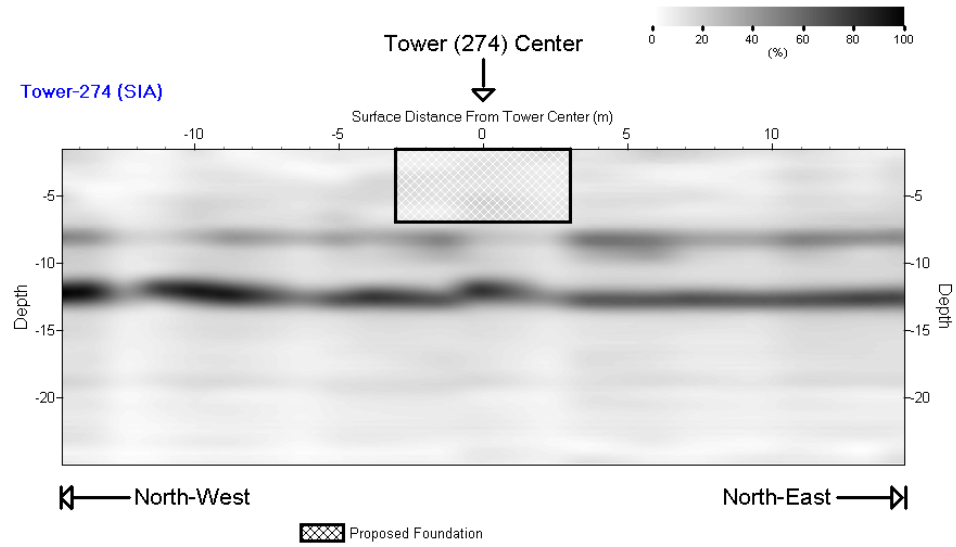 0 20 40 60 80 100
(%)
Tower (274) Center
Tower-274 (SIA)
Surface Distance From Tower Center (m)
-10 -5 0 5 10
-5 -5
-10 -10
Depth Depth
-15 -15
-20 -20
North-West North-East
Proposed Foundation